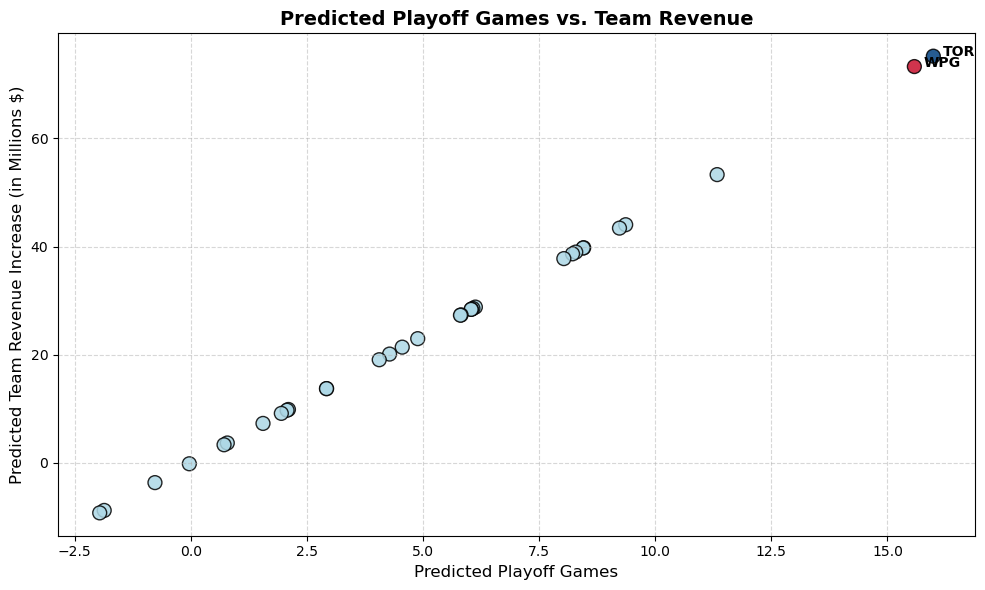 Predicted Playoff Games vs. Team Revenue
TOR
WPG
Predicted Team Revenue Increase (in Millions $)
60
40
20
0
−2.5 0.0 2.5 5.0 7.5 10.0 12.5 15.0
Predicted Playoff Games